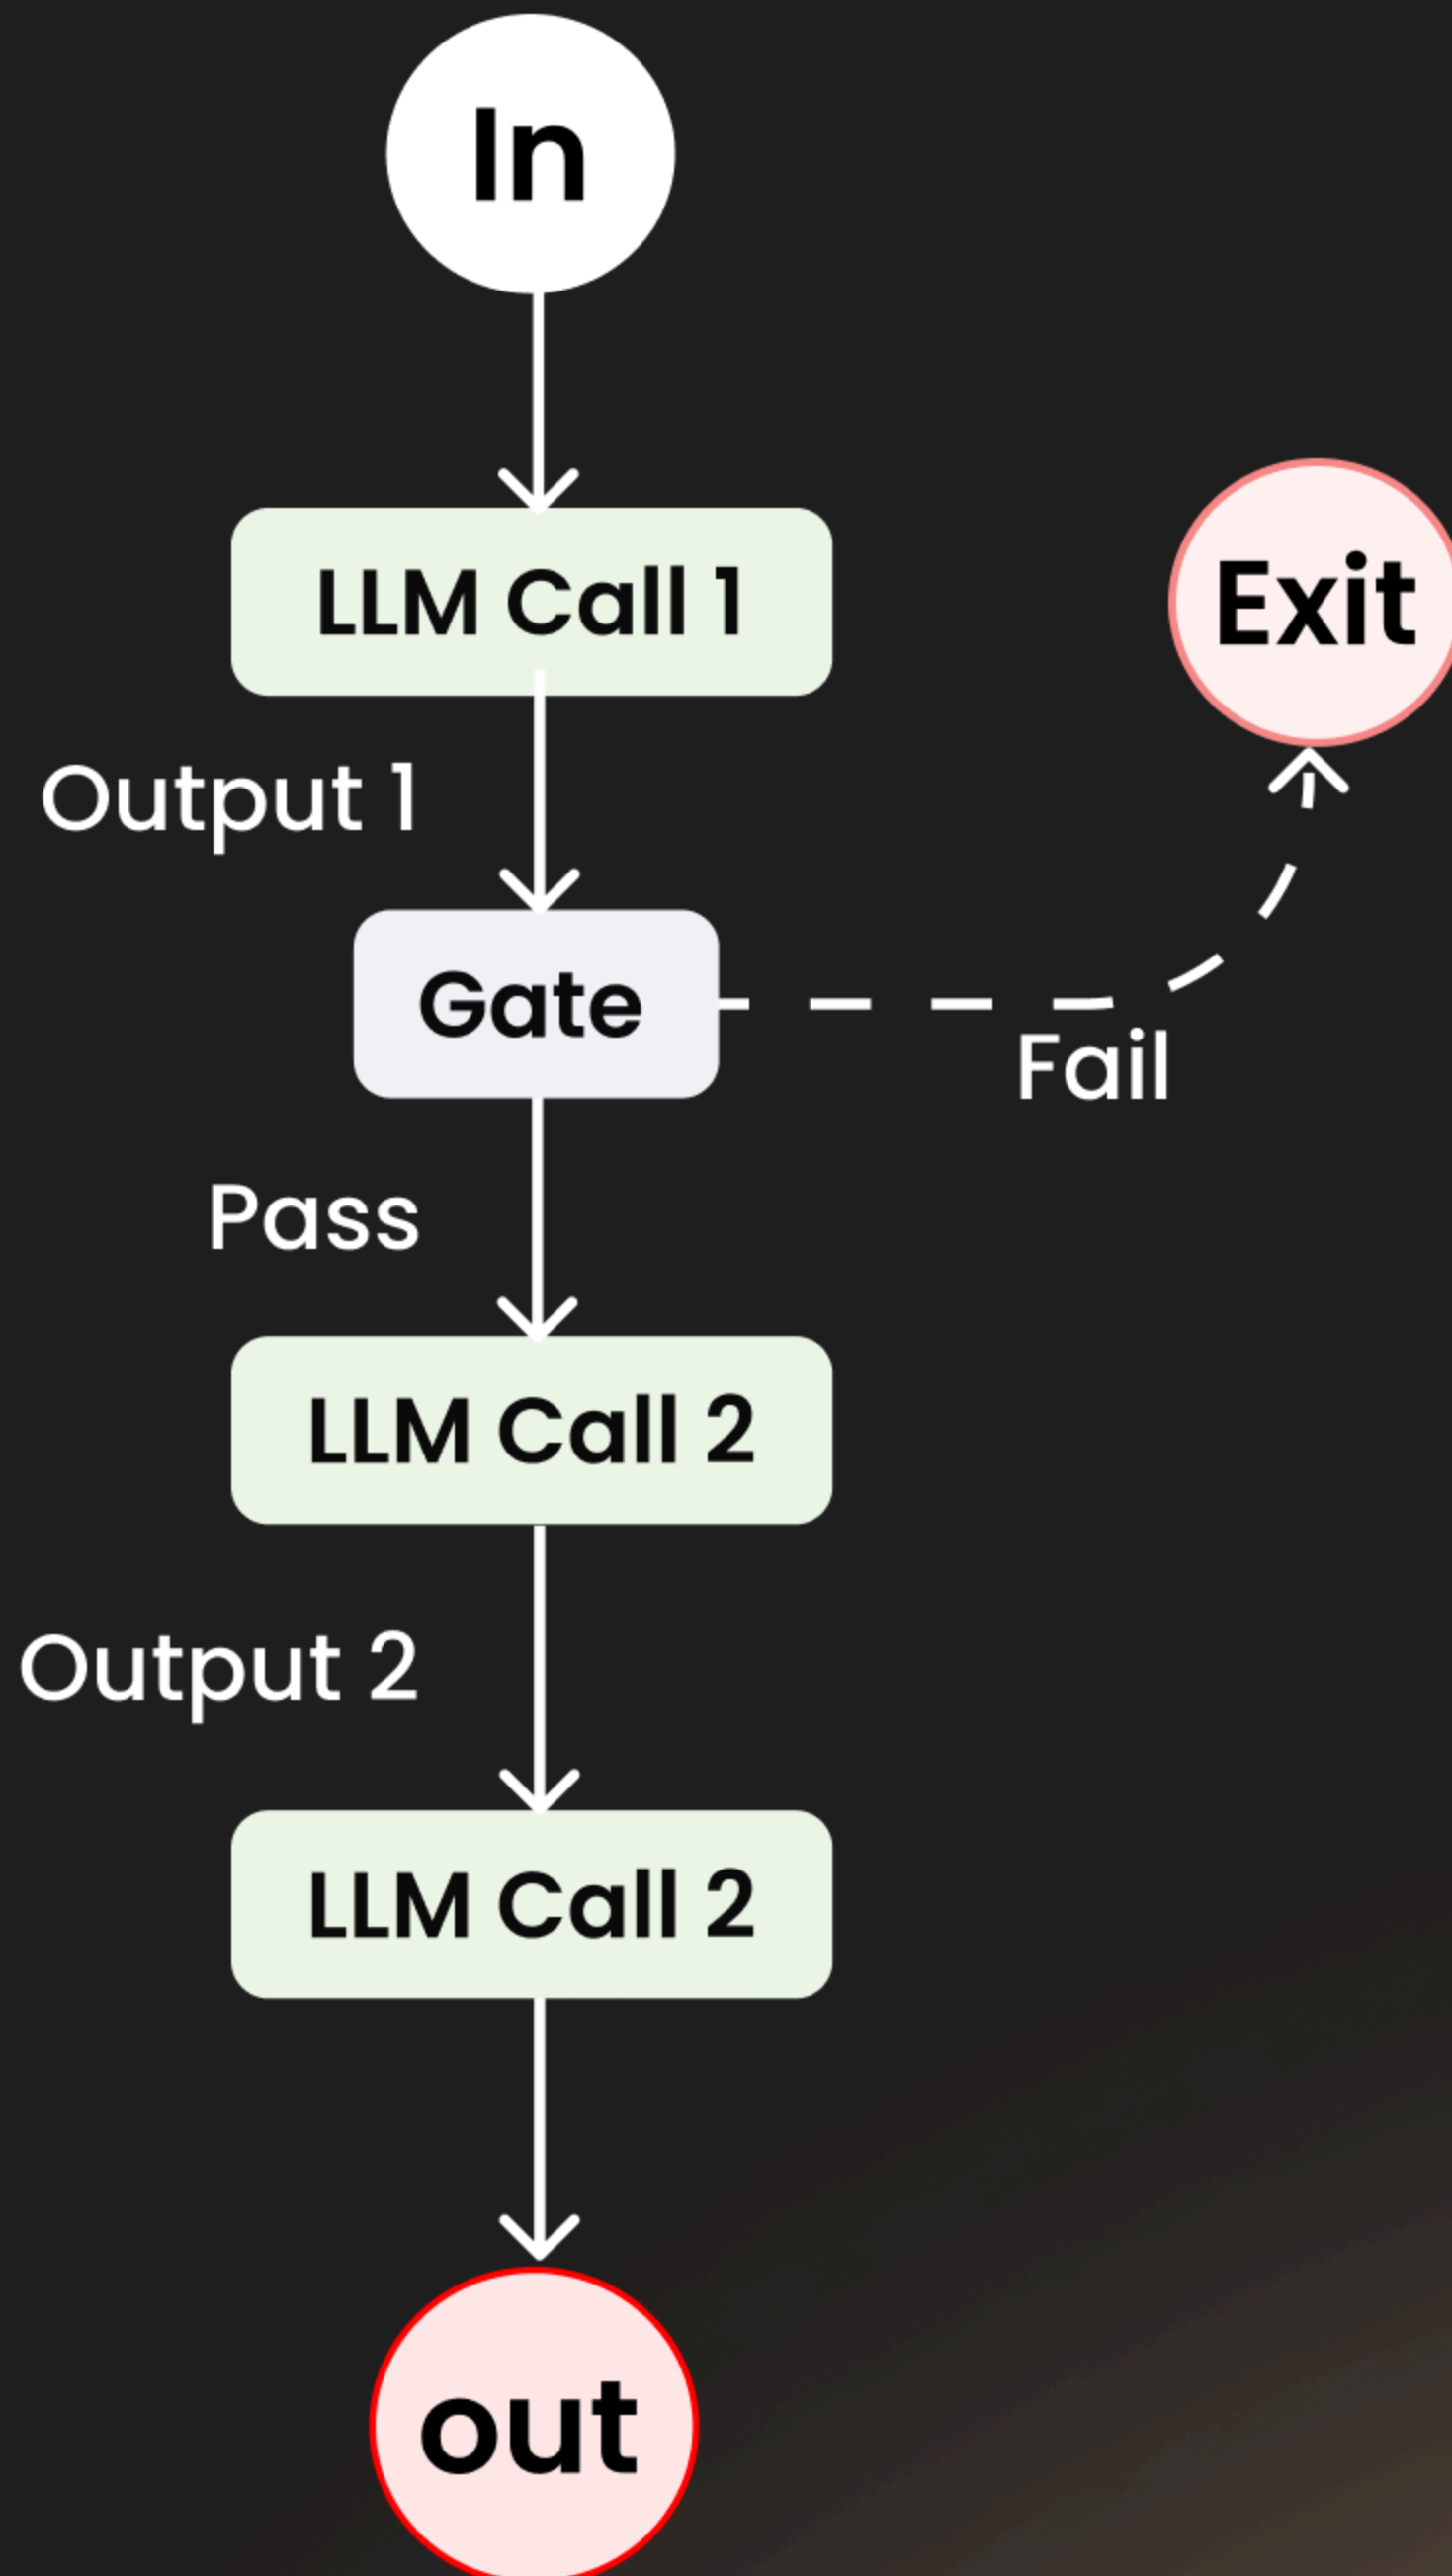 In
LLM Call 1
Exit
Output 1
Gate
Fail
Pass
LLM Call 2
Output 2
LLM Call 2
out